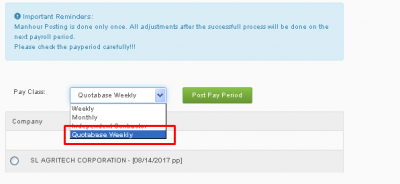 Important Reminders:
Manhour Posting is done only once. All adjustments after the successfull process will be done on the
next payroll period.
Please check the payperiod carefully!!!
Pay Class:
Quotabase Weekly
Post Pay Period
Weekly
Monthly
Quotabase Weekly
Company
SL AGRITECH CORPORATION - [08/14/2017 pp]